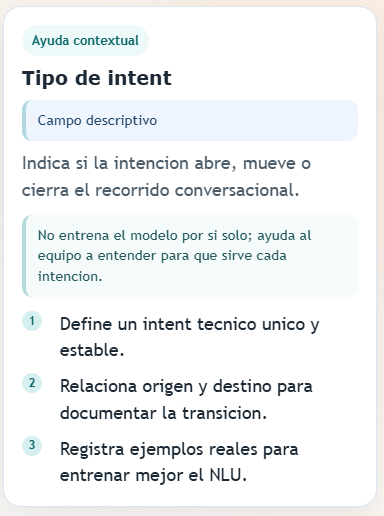 Ayuda contextual
Tipo de intent
Campo descriptivo
Indica si la intencion abre, mueve o
cierra el recorrido conversacional.
No entrena el modelo por si solo; ayuda al
equipo a entender para que sirve cada
intencion.
1 Define un intent tecnico unico y
estable.
2 Relaciona origen y destino para
documentar la transicion.
3 Registra ejemplos reales para
entrenar mejor el NLU.